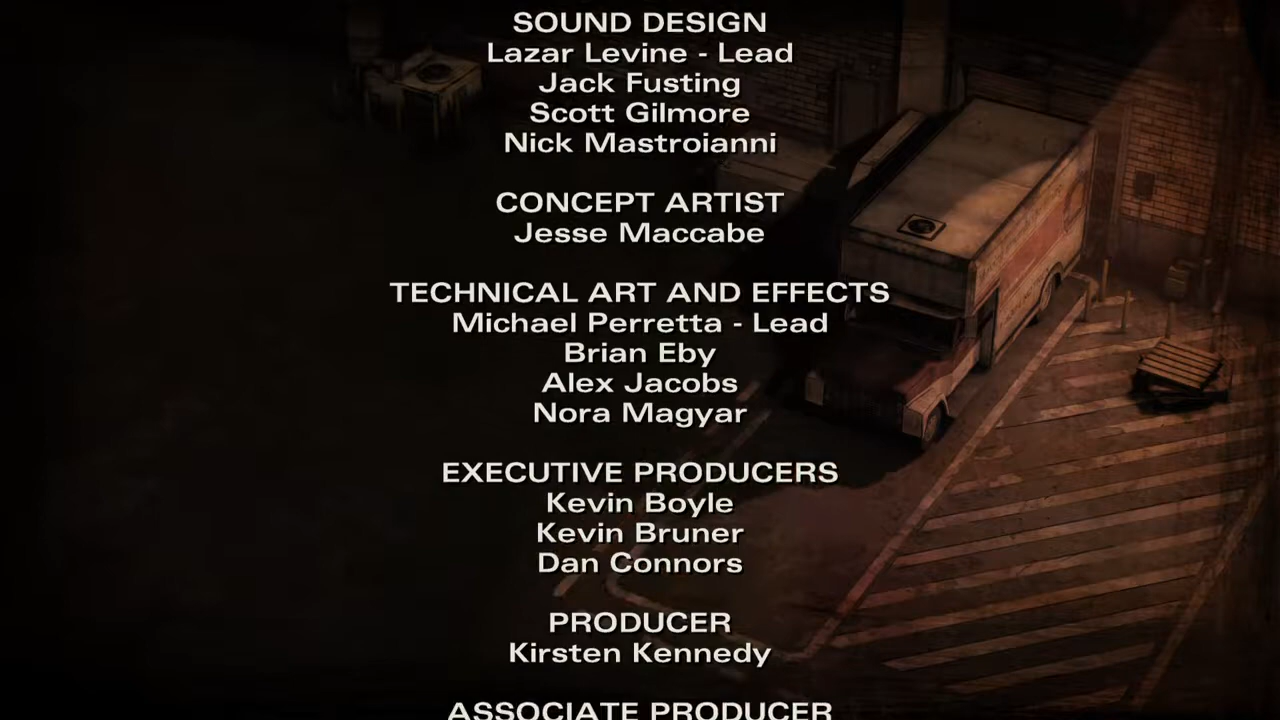 SOUND DESIGN
Lazar Levine - Lead
Jack Fusting
Scott Gilmore
Nick Mastroianni
CONCEPT ARTIST
Jesse Maccabe
TECHNICAL ART AND EFFECTS
Michael Perretta - Lead
Brian Eby
Alex Jacobs
Nora Magyar
EXECUTIVE PRODUCERS
Kevin Boyle
Kevin Bruner
Dan Connors
PRODUCER
Kirsten Kennedy
ASSOCIATE PRODUCER